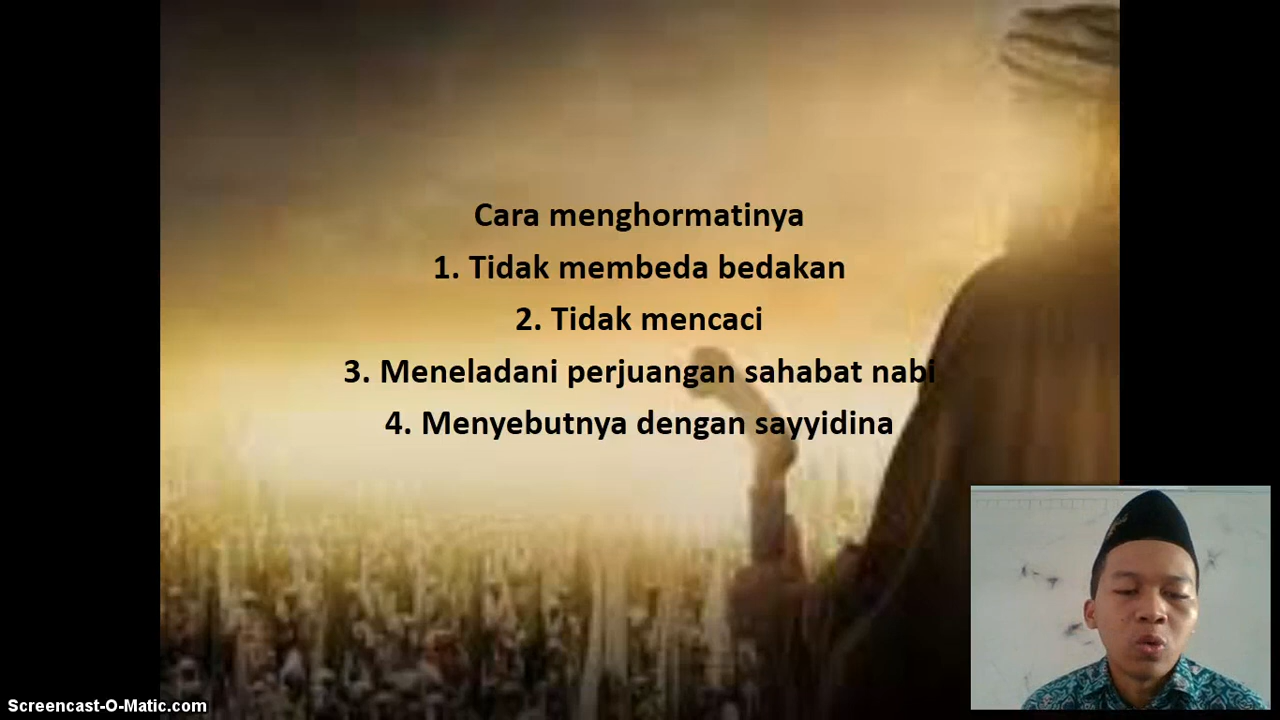 Cara menghormatinya
1. Tidak membeda bedakan
2. Tidak mencaci
3. Meneladani perjuangan sahabat nabi
4. Menyebutnya dengan sayyidina
Screencast-O-Matic.com